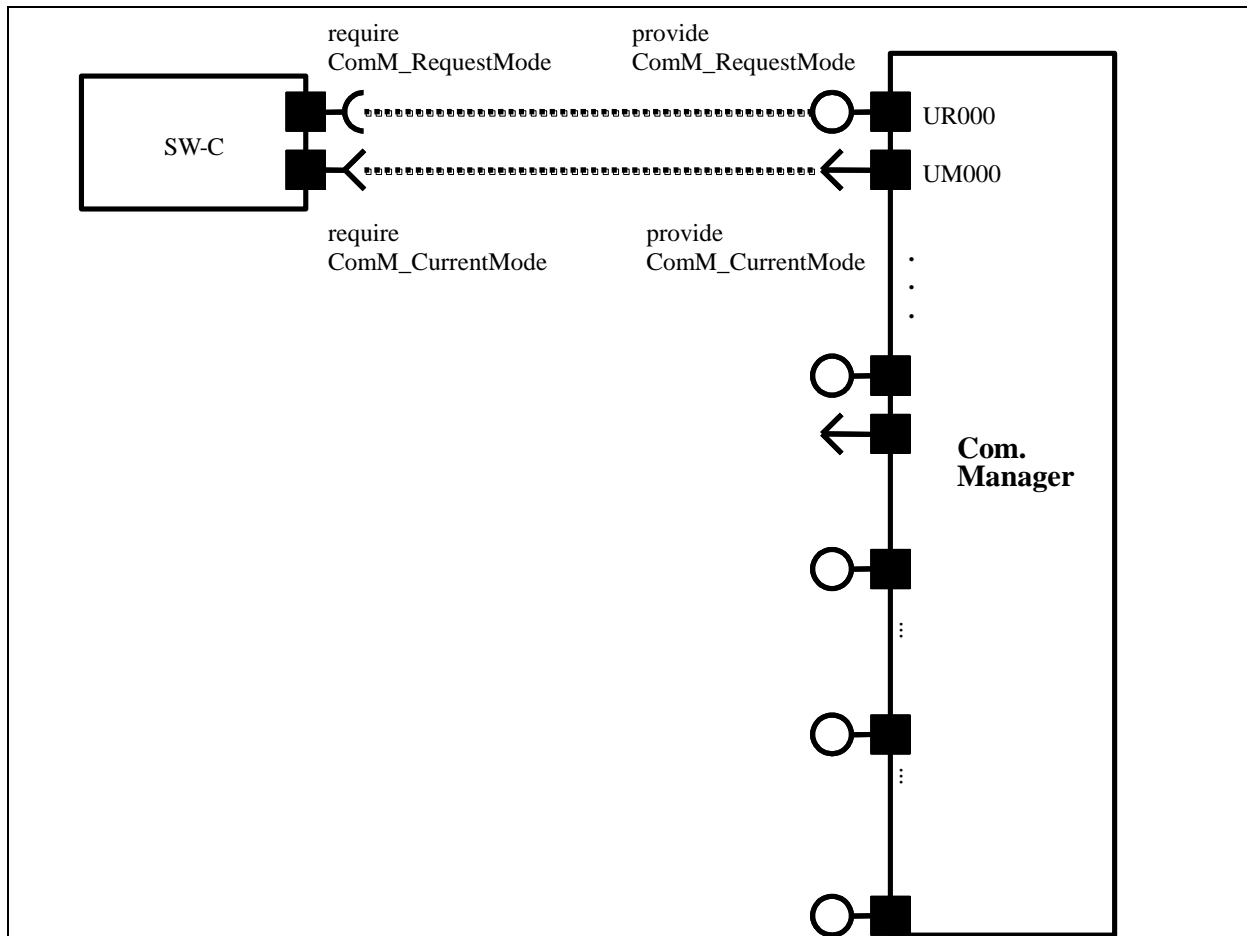 require
ComM_RequestMode
provide
ComM_RequestMode
SW-C
UR000
UM000
require
ComM_CurrentMode
provide
ComM_CurrentMode
.
.
.
Com.
Manager
...
...